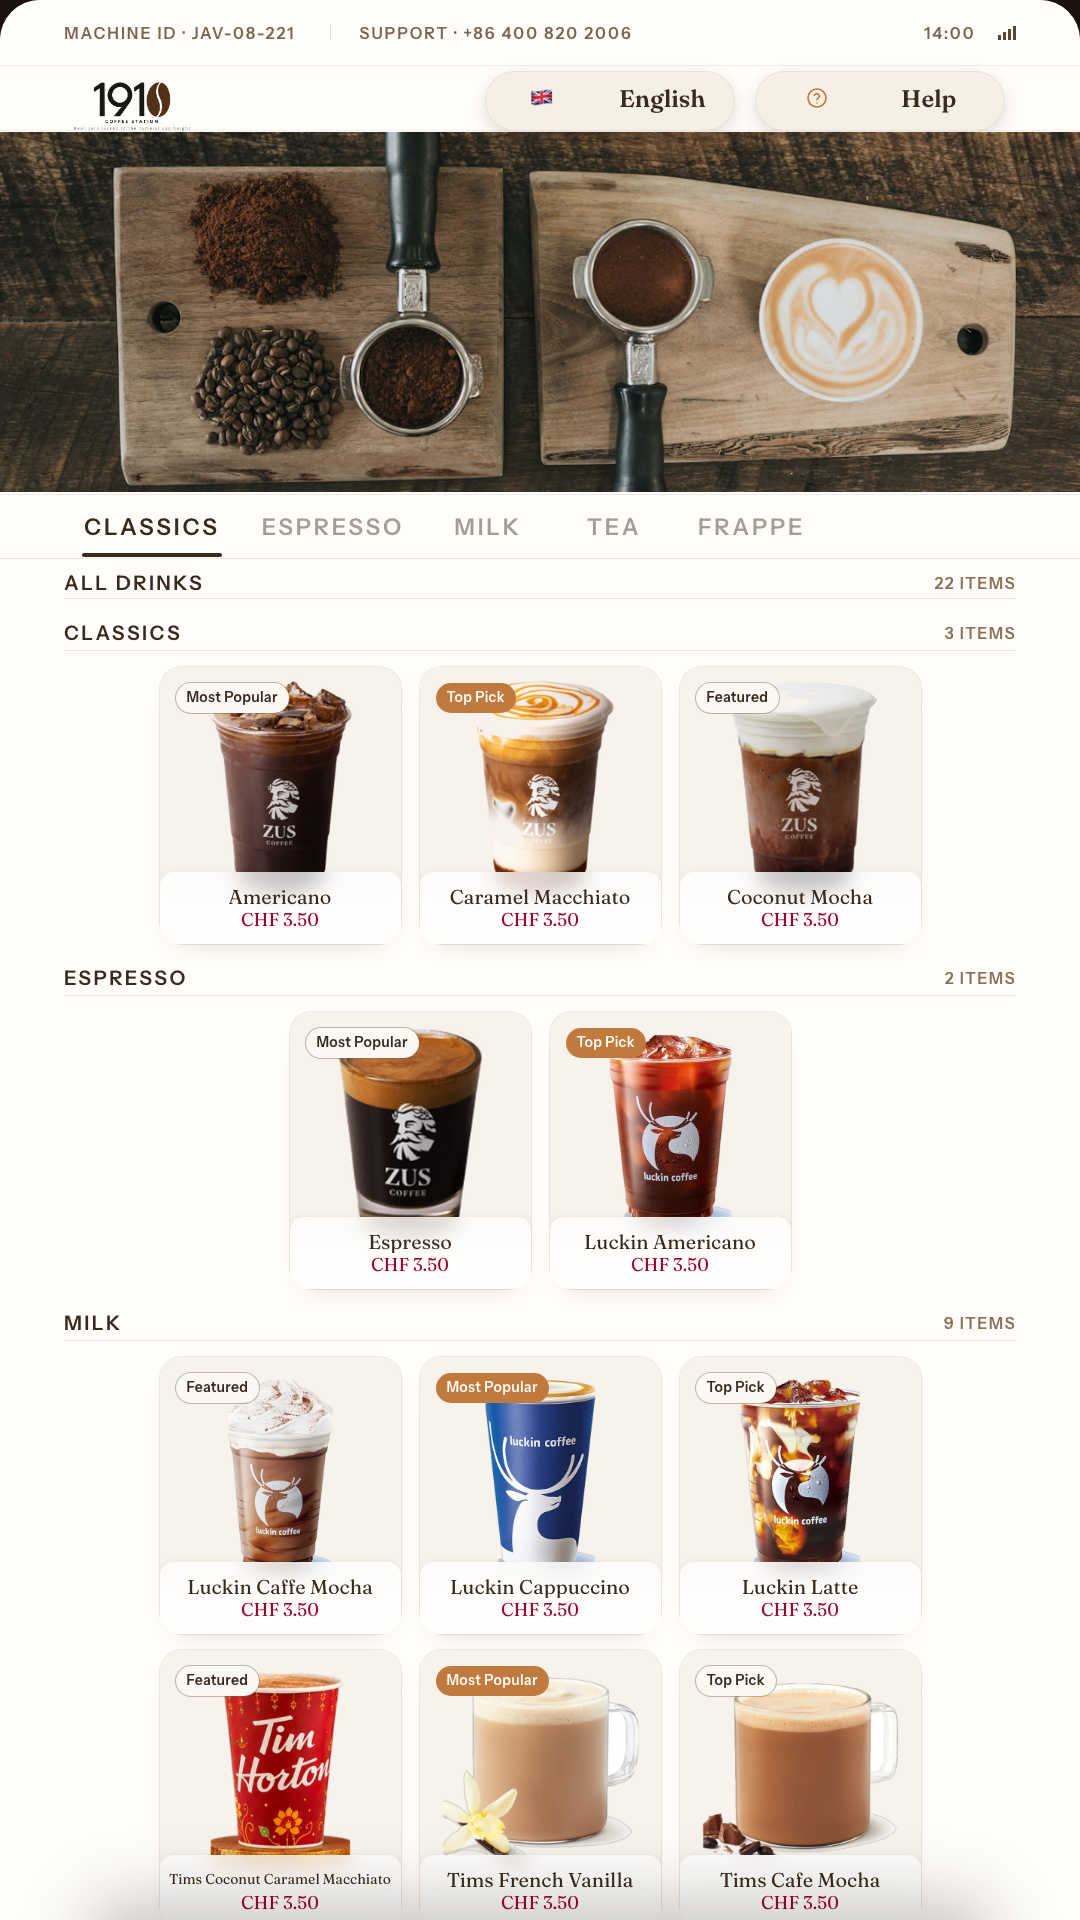 MACHINE ID · JAV-08-221
SUPPORT · +86 400 820 2006
14:00
1910
COFFEE STATION
English
Help
CLASSICS
ESPRESSO
MILK
TEA
FRAPPE
ALL DRINKS
22 ITEMS
CLASSICS
3 ITEMS
Most Popular
ZUS
COFFEE
Americano
CHF 3.50
Top Pick
ZUS
Caramel Macchiato
CHF 3.50
Featured
ZUS
COFFEE
Coconut Mocha
CHF 3.50
ESPRESSO
2 ITEMS
Most Popular
ZUS
COFFEE
Espresso
CHF 3.50
Top Pick
luckin coffee
Luckin Americano
CHF 3.50
MILK
9 ITEMS
Featured
luckin coffee
Luckin Caffe Mocha
CHF 3.50
Most Popular
luckin coffee
Luckin Cappuccino
CHF 3.50
Top Pick
luckin coffee
Luckin Latte
CHF 3.50
Featured
Tim
Horton
Tims Coconut Caramel Macchiato
CHF 3.50
Most Popular
Tims French Vanilla
CHF 3.50
Top Pick
Tims Cafe Mocha
CHF 3.50